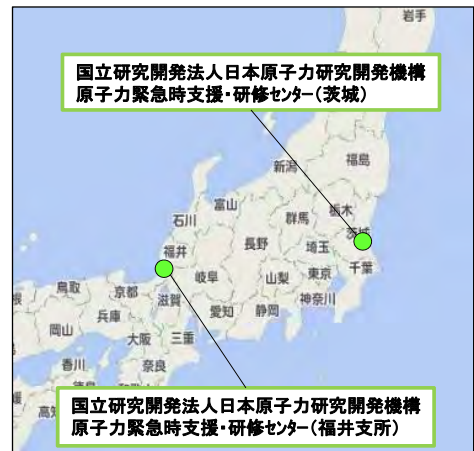 岩手
国立研究開発法人日本原子力研究開発機構
原子力緊急時支援・研修センター(茨城)
新潟
福島
富山
石川
栃木
群馬
茨城
福井
長野
埼玉
岐阜
山梨
東京
千葉
鳥取
京都
滋賀
神奈川
兵庫
愛知
静岡
岡山
大阪
三重
香川
奈良
国立研究開発法人日本原子力研究開発機構
原子力緊急時支援・研修センター(福井支所)